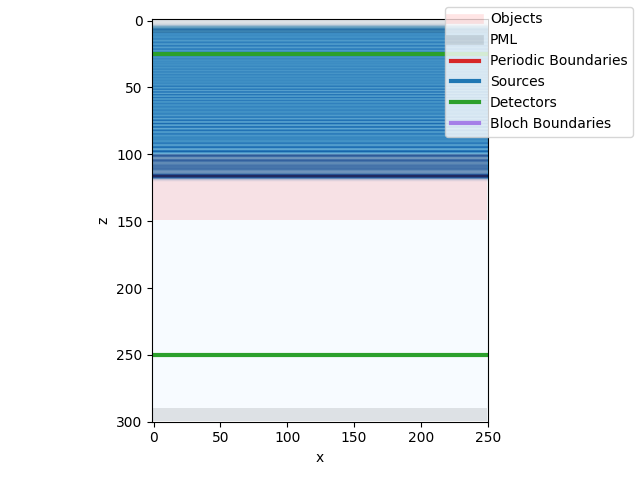 Objects
PML
Periodic Boundaries
Sources
Detectors
Bloch Boundaries
0
50
100
150
200
250
300
z
0
50
100
150
200
250
x